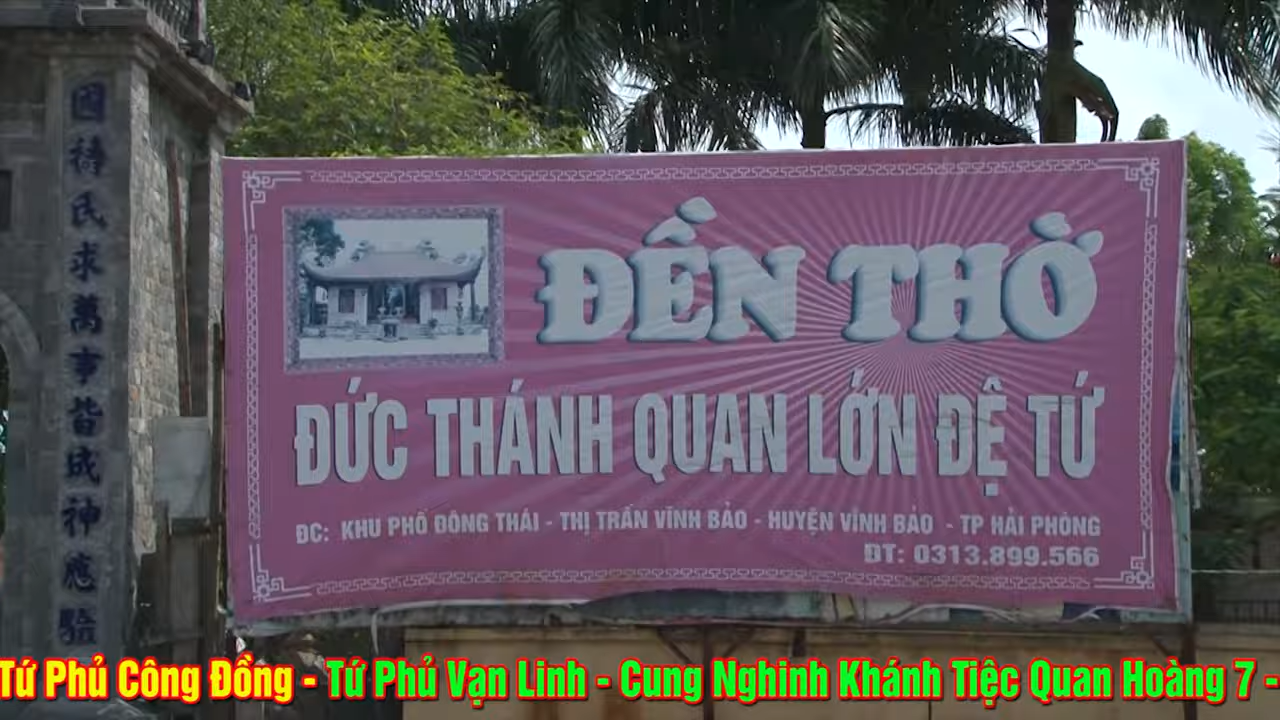 國禱民求萬事皆成神應驗
ĐỀN THỜ
ĐỨC THÁNH QUAN LỚN ĐỆ TỨ
ĐC: KHU PHỐ ĐÔNG THÁI - THỊ TRẤN VĨNH BẢO - HUYỆN VĨNH BẢO - TP HẢI PHÒNG
ĐT: 0313.899.566
Tứ Phủ Công Đồng - Tứ Phủ Vạn Linh - Cung Nghinh Khánh Tiệc Quan Hoàng 7 -